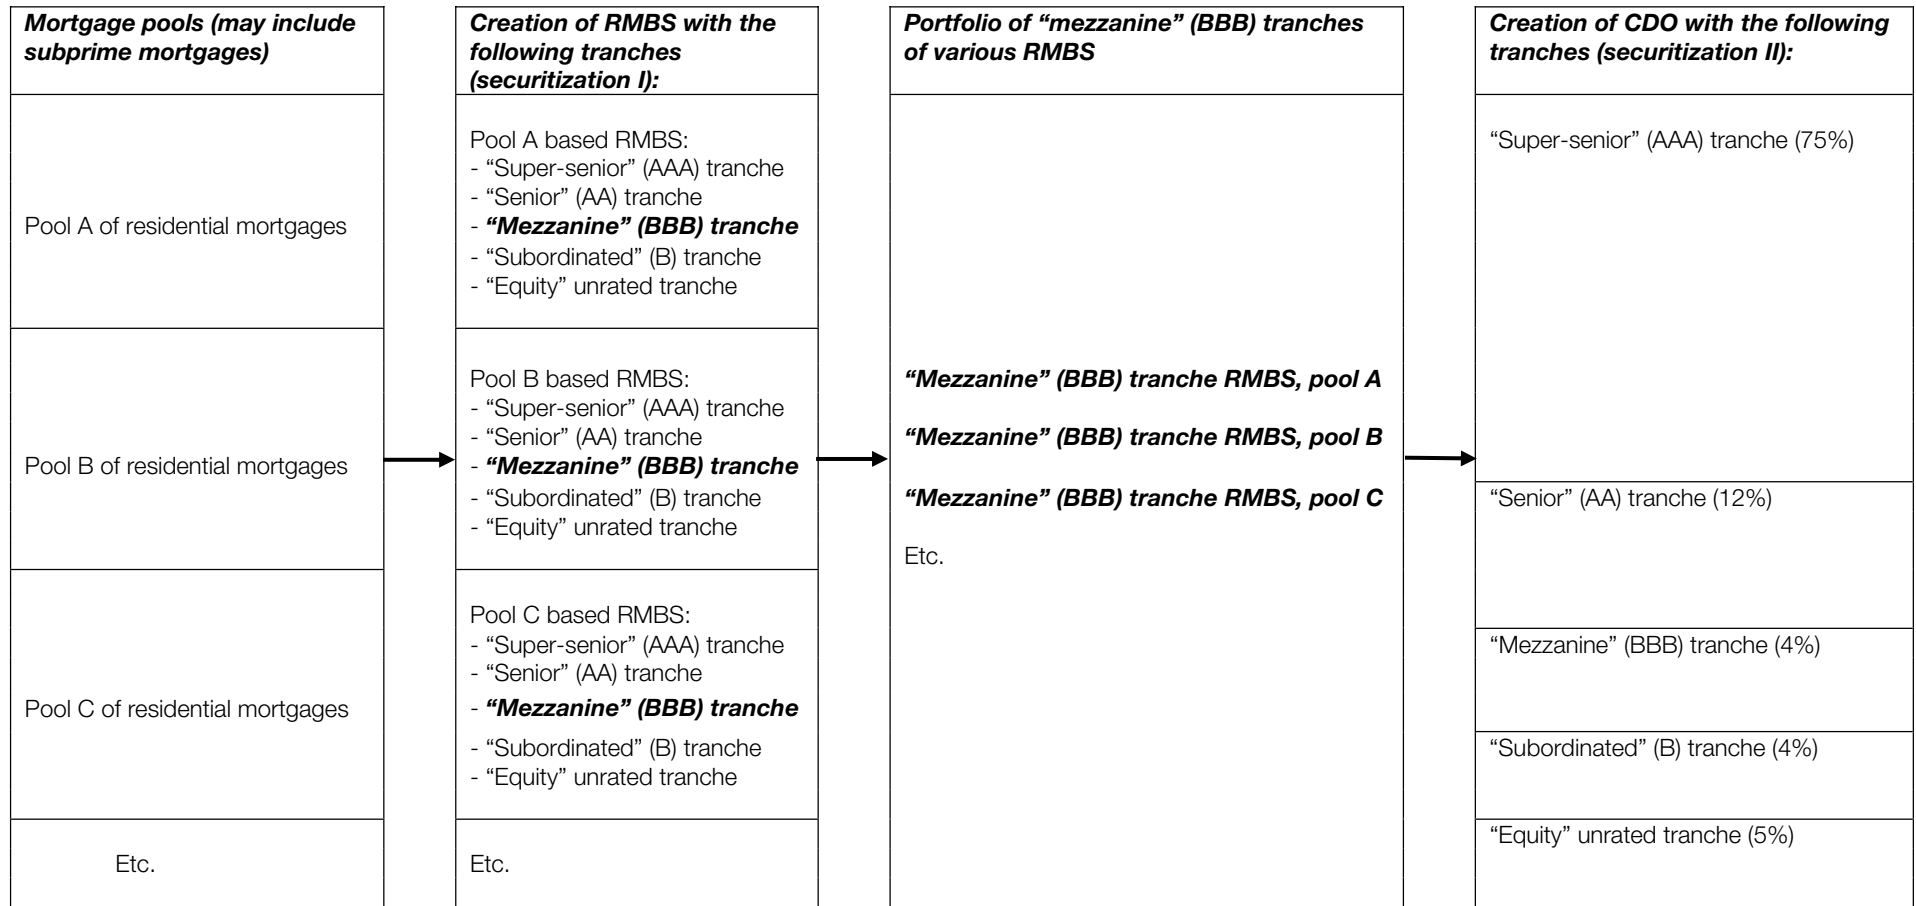 Mortgage pools (may include
subprime mortgages)
Creation of RMBS with the
following tranches
(securitization I):
Portfolio of “mezzanine” (BBB) tranches
of various RMBS
Creation of CDO with the following
tranches (securitization II):
Pool A of residential mortgages
Pool A based RMBS:
- “Super-senior” (AAA) tranche
- “Senior” (AA) tranche
- “Mezzanine” (BBB) tranche
- “Subordinated” (B) tranche
- “Equity” unrated tranche
Pool B of residential mortgages
Pool B based RMBS:
- “Super-senior” (AAA) tranche
- “Senior” (AA) tranche
- “Mezzanine” (BBB) tranche
- “Subordinated” (B) tranche
- “Equity” unrated tranche
Pool C of residential mortgages
Pool C based RMBS:
- “Super-senior” (AAA) tranche
- “Senior” (AA) tranche
- “Mezzanine” (BBB) tranche
- “Subordinated” (B) tranche
- “Equity” unrated tranche
Etc.
Etc.
“Mezzanine” (BBB) tranche RMBS, pool A
“Mezzanine” (BBB) tranche RMBS, pool B
“Mezzanine” (BBB) tranche RMBS, pool C
Etc.
“Super-senior” (AAA) tranche (75%)
“Senior” (AA) tranche (12%)
“Mezzanine” (BBB) tranche (4%)
“Subordinated” (B) tranche (4%)
“Equity” unrated tranche (5%)